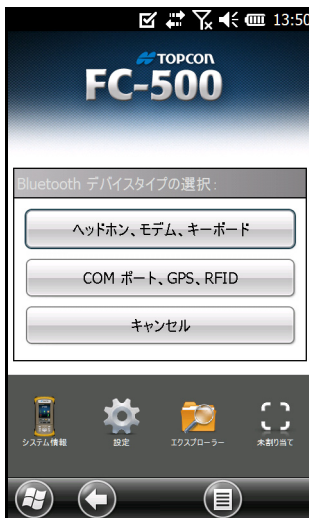 13:50
TOPCON
FC-500
Bluetooth デバイスタイプの選択:
ヘッドホン、モデム、キーボード
COM ポート、GPS、RFID
キャンセル
システム情報 設定 エクスプローラー 未割り当て